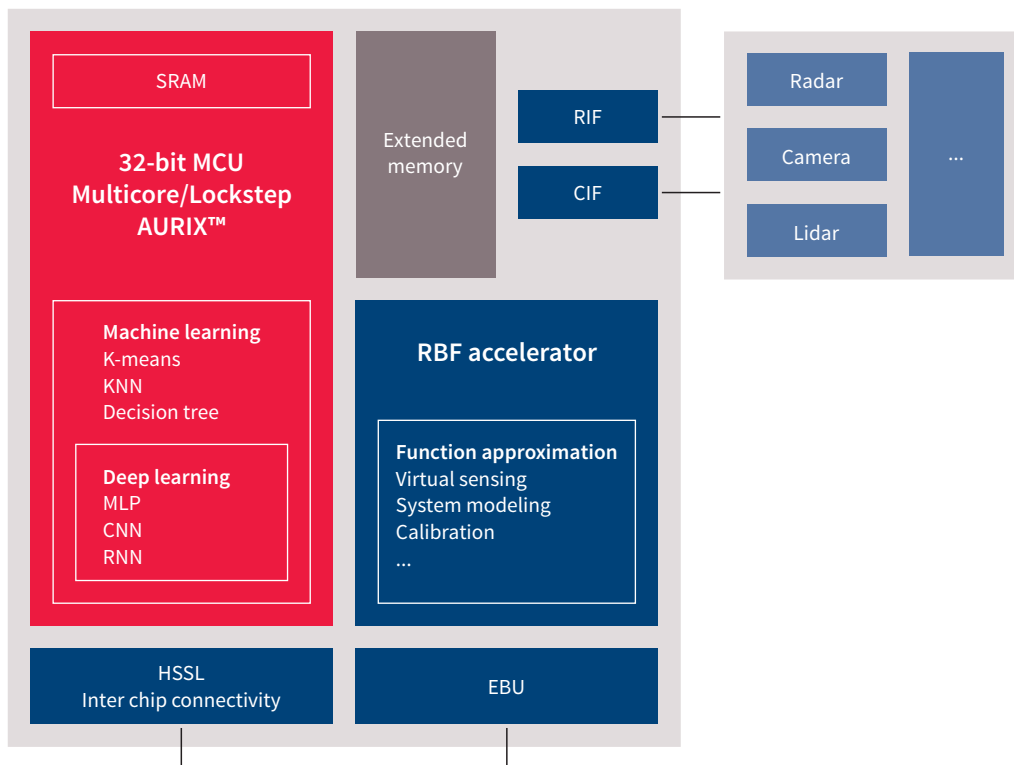 SRAM
32-bit MCU
Multicore/Lockstep
AURIX™
Machine learning
K-means
KNN
Decision tree
Deep learning
MLP
CNN
RNN
Extended
memory
RIF
CIF
RBF accelerator
Function approximation
Virtual sensing
System modeling
Calibration
...
HSSL
Inter chip connectivity
EBU
Radar
Camera
Lidar
...